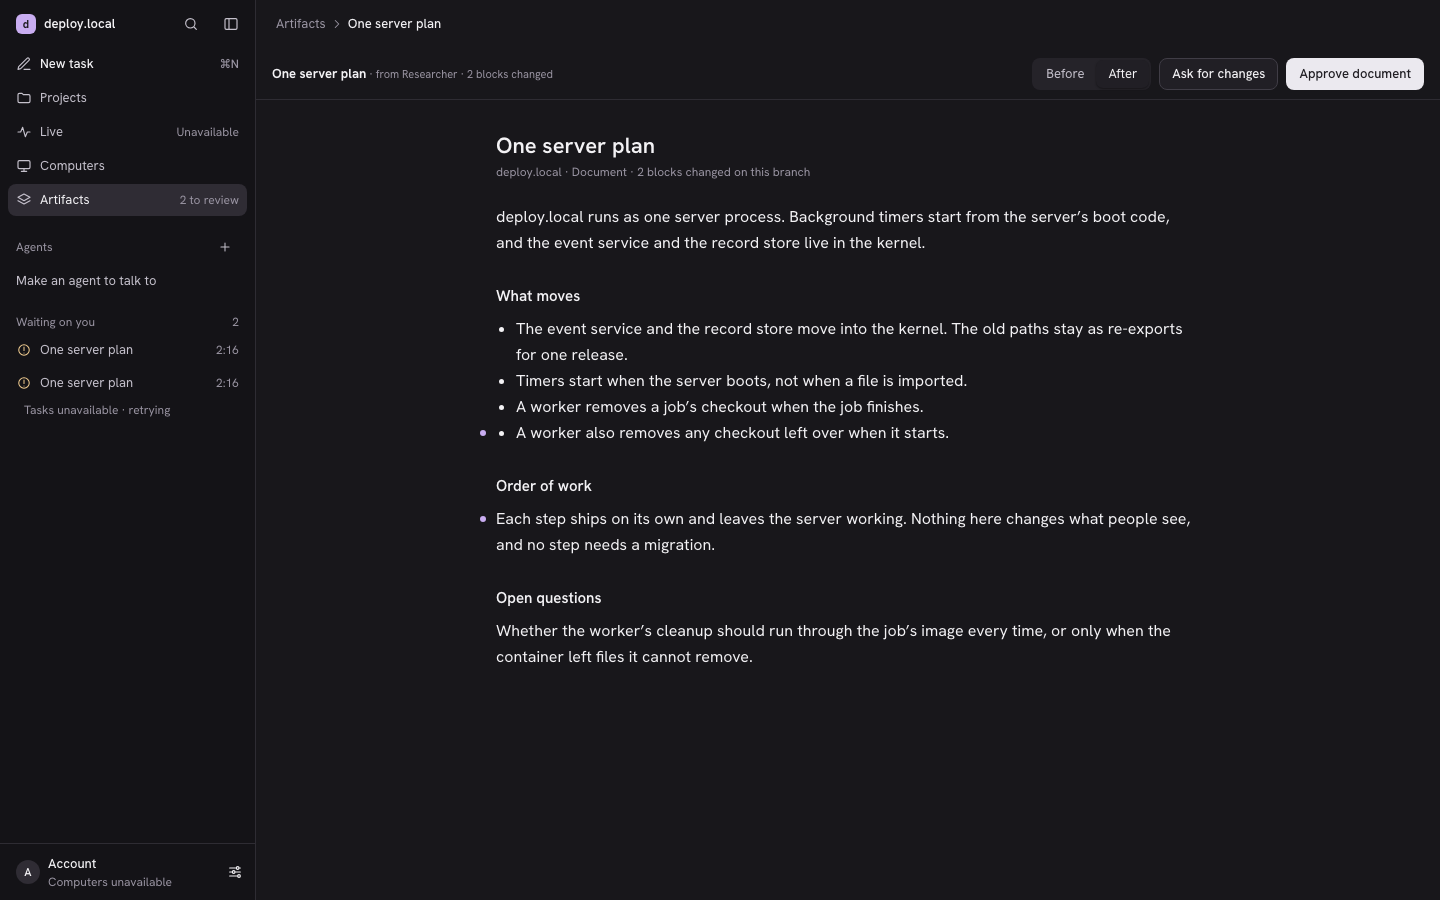 d deploy.local
New task ⌘N
Projects
Live Unavailable
Computers
Artifacts 2 to review
Agents
Make an agent to talk to
Waiting on you 2
One server plan 2:16
One server plan 2:16
Tasks unavailable · retrying
A Account
Computers unavailable
Artifacts One server plan
One server plan · from Researcher · 2 blocks changed
Before After Ask for changes Approve document
One server plan
deploy.local · Document · 2 blocks changed on this branch
deploy.local runs as one server process. Background timers start from the server’s boot code,
and the event service and the record store live in the kernel.
What moves
• The event service and the record store move into the kernel. The old paths stay as re-exports
for one release.
• Timers start when the server boots, not when a file is imported.
• A worker removes a job’s checkout when the job finishes.
• A worker also removes any checkout left over when it starts.
Order of work
Each step ships on its own and leaves the server working. Nothing here changes what people see,
and no step needs a migration.
Open questions
Whether the worker’s cleanup should run through the job’s image every time, or only when the
container left files it cannot remove.